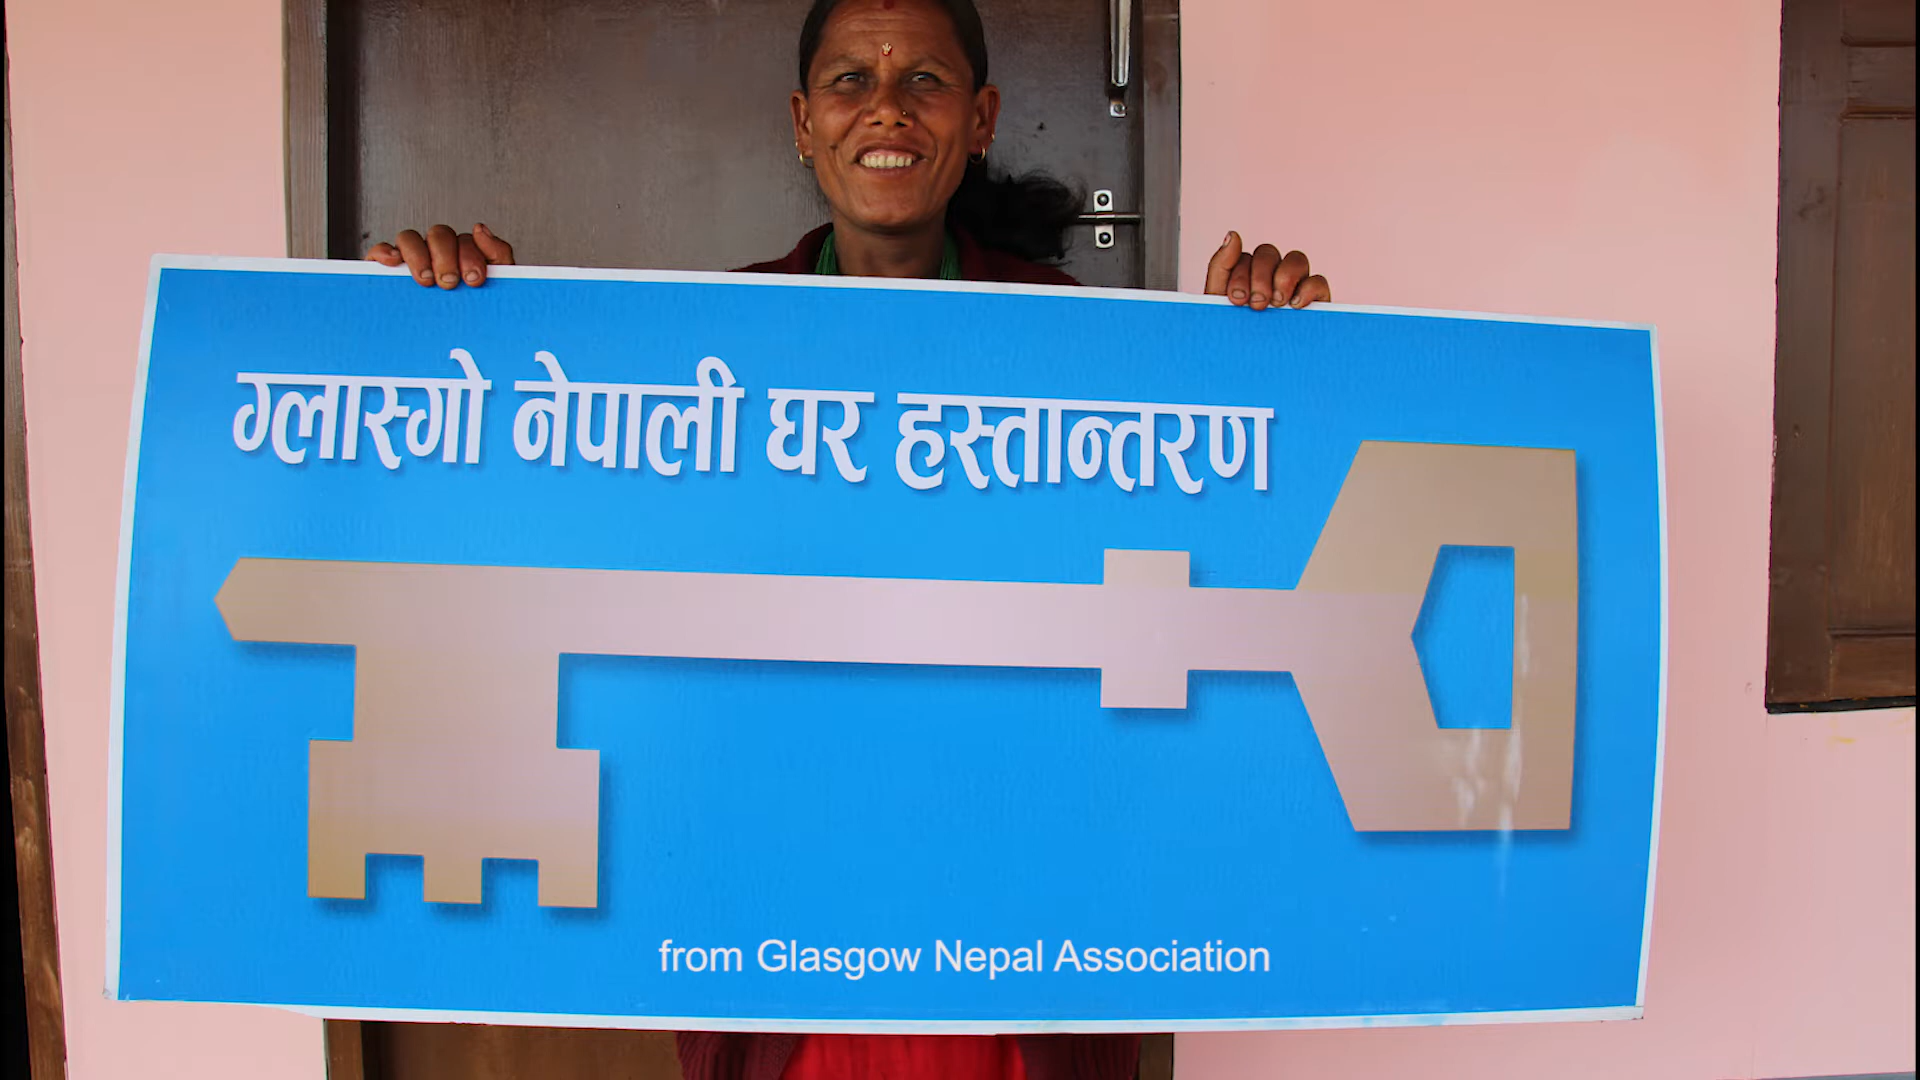 ग्लास्गो नेपाली घर हस्तान्तरण
from Glasgow Nepal Association